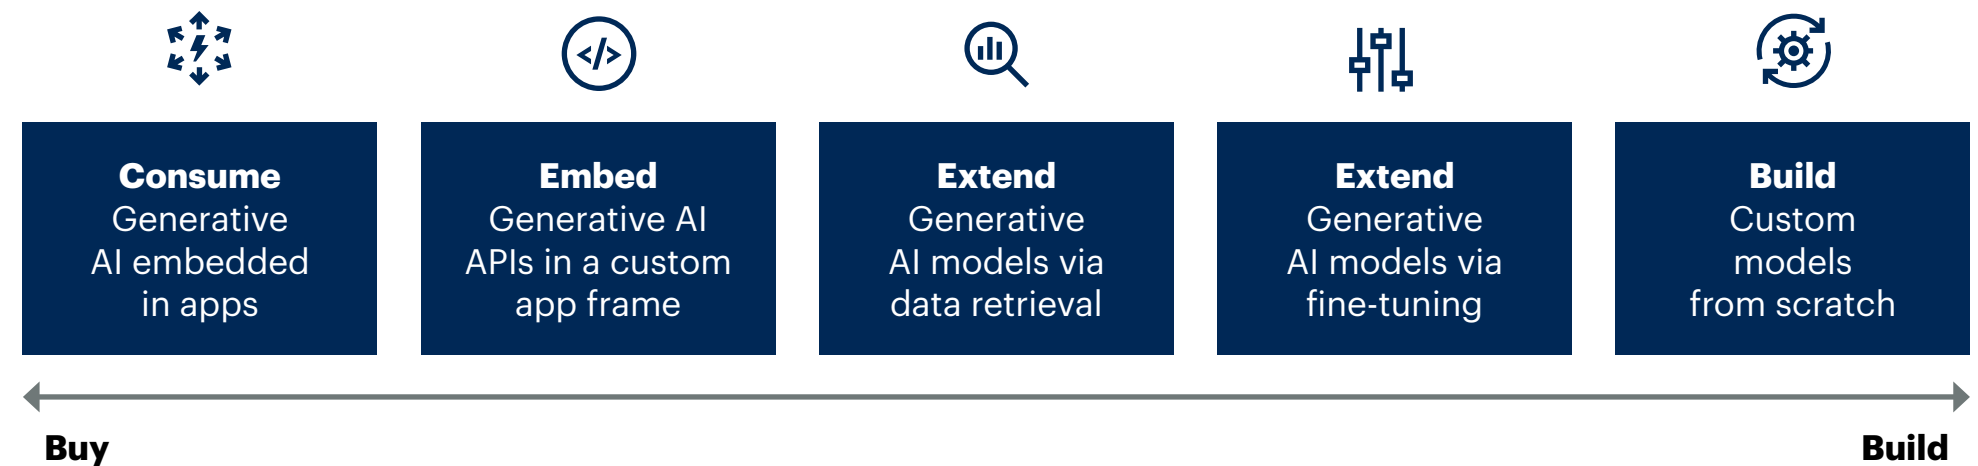 Consume
Generative
AI embedded
in apps
Embed
Generative AI
APIs in a custom
app frame
Extend
Generative
AI models via
data retrieval
Extend
Generative
AI models via
fine-tuning
Build
Custom
models
from scratch
Buy
Build